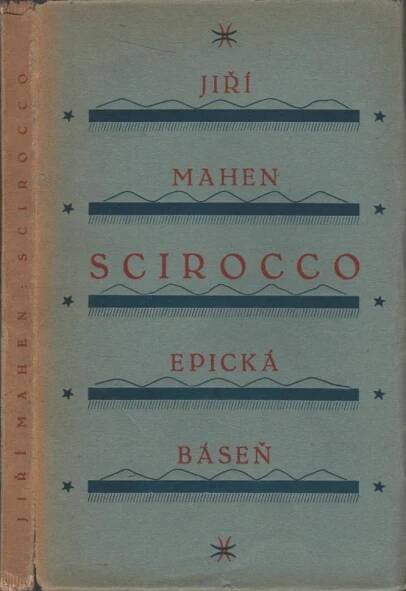 JIŘÍ
MAHEN
SCIROCCO
EPICKÁ
BÁSEŇ
JIŘÍ MAHEN: SCIROCCO